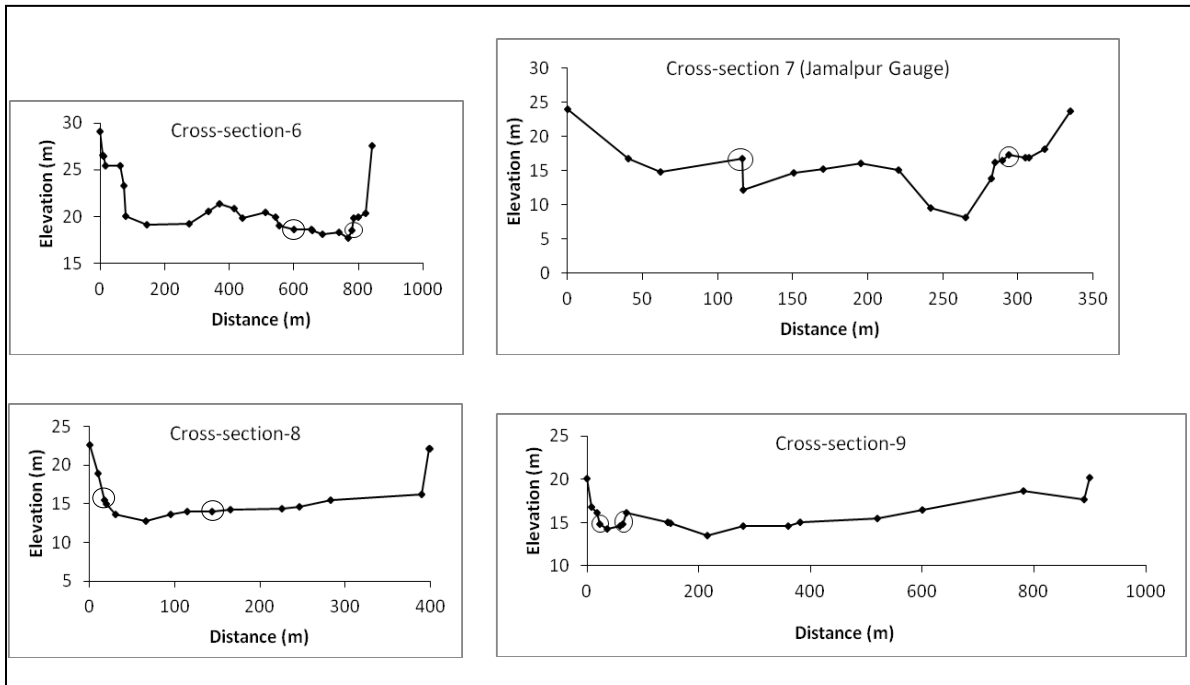 Cross-section-6
Elevation (m)
30
25
20
15
0 200 400 600 800 1000
Distance (m)
Cross-section 7 (Jamalpur Gauge)
Elevation (m)
30
25
20
15
10
5
0
0 50 100 150 200 250 300 350
Distance (m)
Cross-section-8
Elevation (m)
25
20
15
10
5
0 100 200 300 400
Distance (m)
Cross-section-9
Elevation (m)
25
20
15
10
0 200 400 600 800 1000
Distance (m)